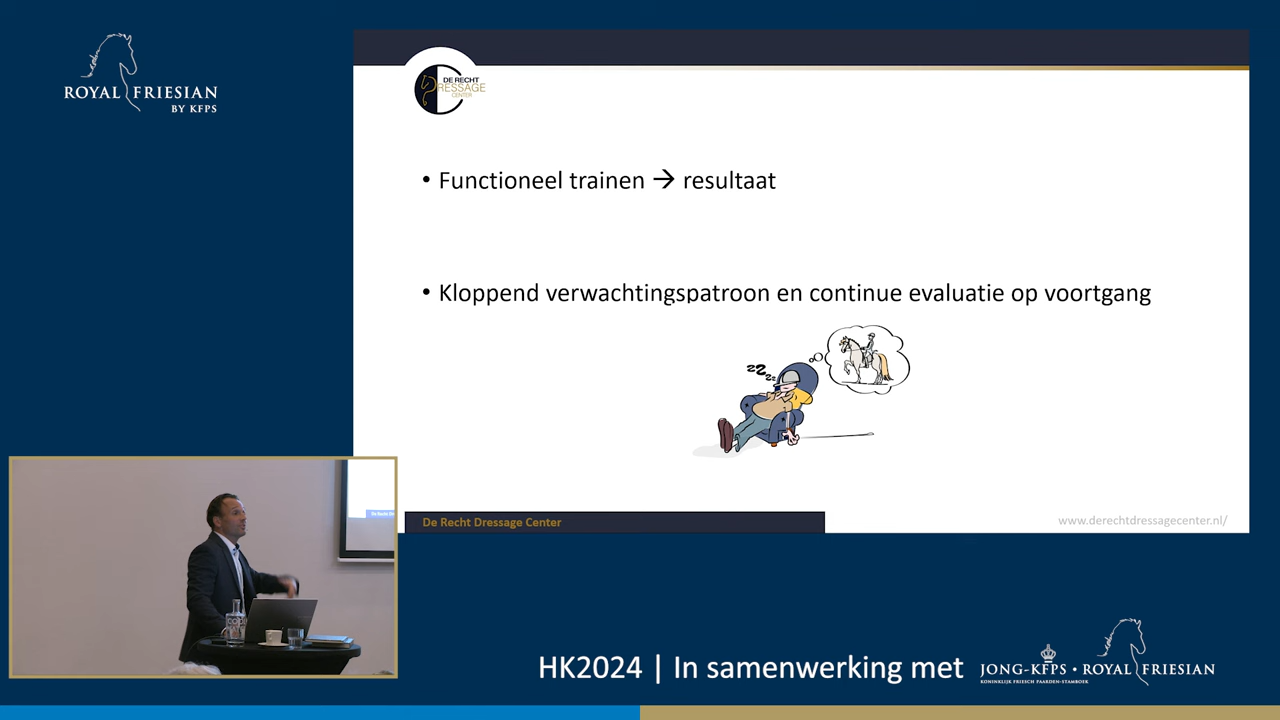 ROYAL FRIESIAN
BY KFPS
DE RECHT
DRESSAGE
CENTER
• Functioneel trainen → resultaat
• Kloppend verwachtingspatroon en continue evaluatie op voortgang
zzz
De Recht Dressage Center
www.derechtdressagecenter.nl/
HK2024 | In samenwerking met
JONG-KFPS • ROYAL FRIESIAN
KONINKLIJK FRIESCH PAARDEN-STAMBOEK